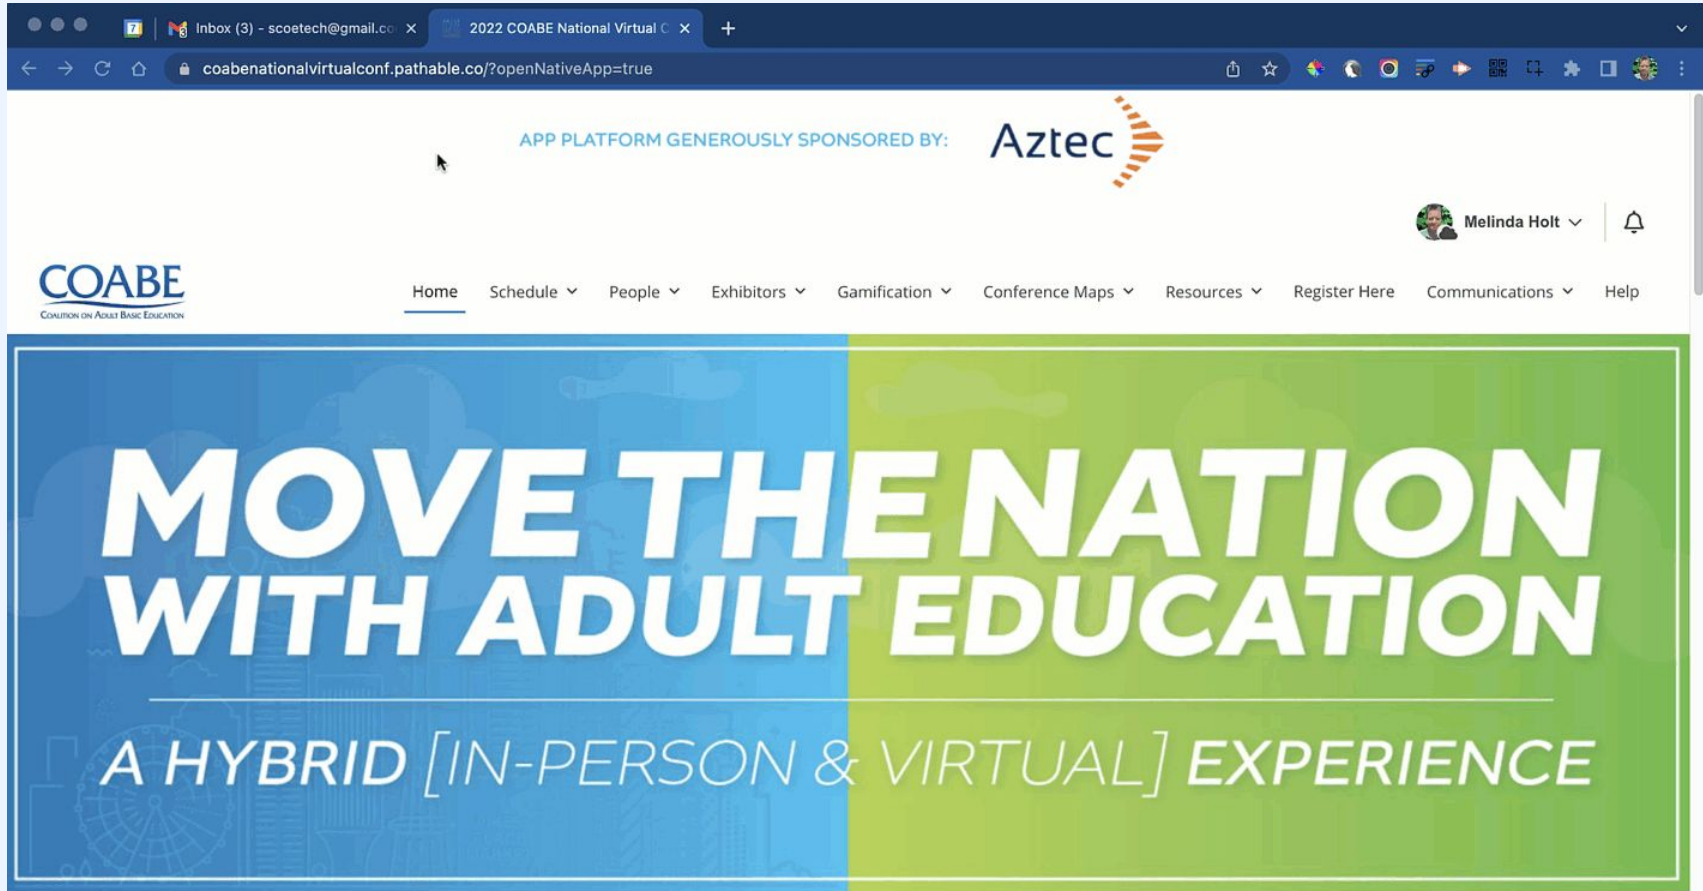 7
Inbox (3) - scoetech@gmail.co
2022 COABE National Virtual C
coabenationalvirtualconf.pathable.co/?openNativeApp=true
APP PLATFORM GENEROUSLY SPONSORED BY:
Aztec
Melinda Holt
COABE
COALITION ON ADULT BASIC EDUCATION
Home Schedule People Exhibitors Gamification Conference Maps Resources Register Here Communications Help
MOVE THE NATION
WITH ADULT EDUCATION
A HYBRID [IN-PERSON & VIRTUAL] EXPERIENCE